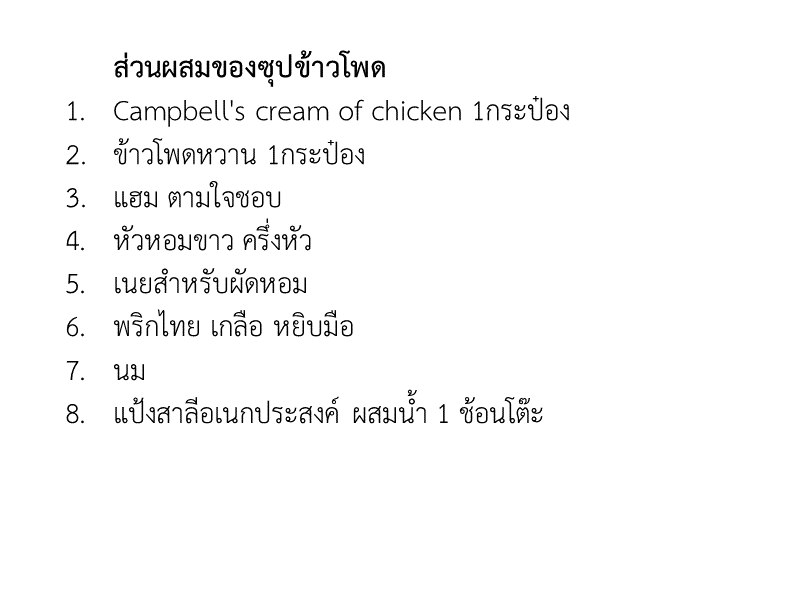 ส่วนผสมของซุปข้าวโพด
1. Campbell's cream of chicken 1กระป๋อง
2. ข้าวโพดหวาน 1กระป๋อง
3. แฮม ตามใจชอบ
4. หัวหอมขาว ครึ่งหัว
5. เนยสำหรับผัดหอม
6. พริกไทย เกลือ หยิบมือ
7. นม
8. แป้งสาลีอเนกประสงค์ ผสมน้ำ 1 ช้อนโต๊ะ